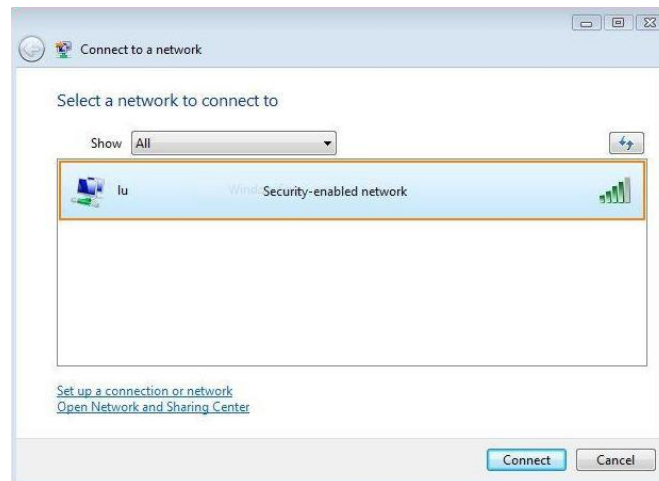 Connect to a network
Select a network to connect to
Show All
lu Security-enabled network
Set up a connection or network
Open Network and Sharing Center
Connect Cancel